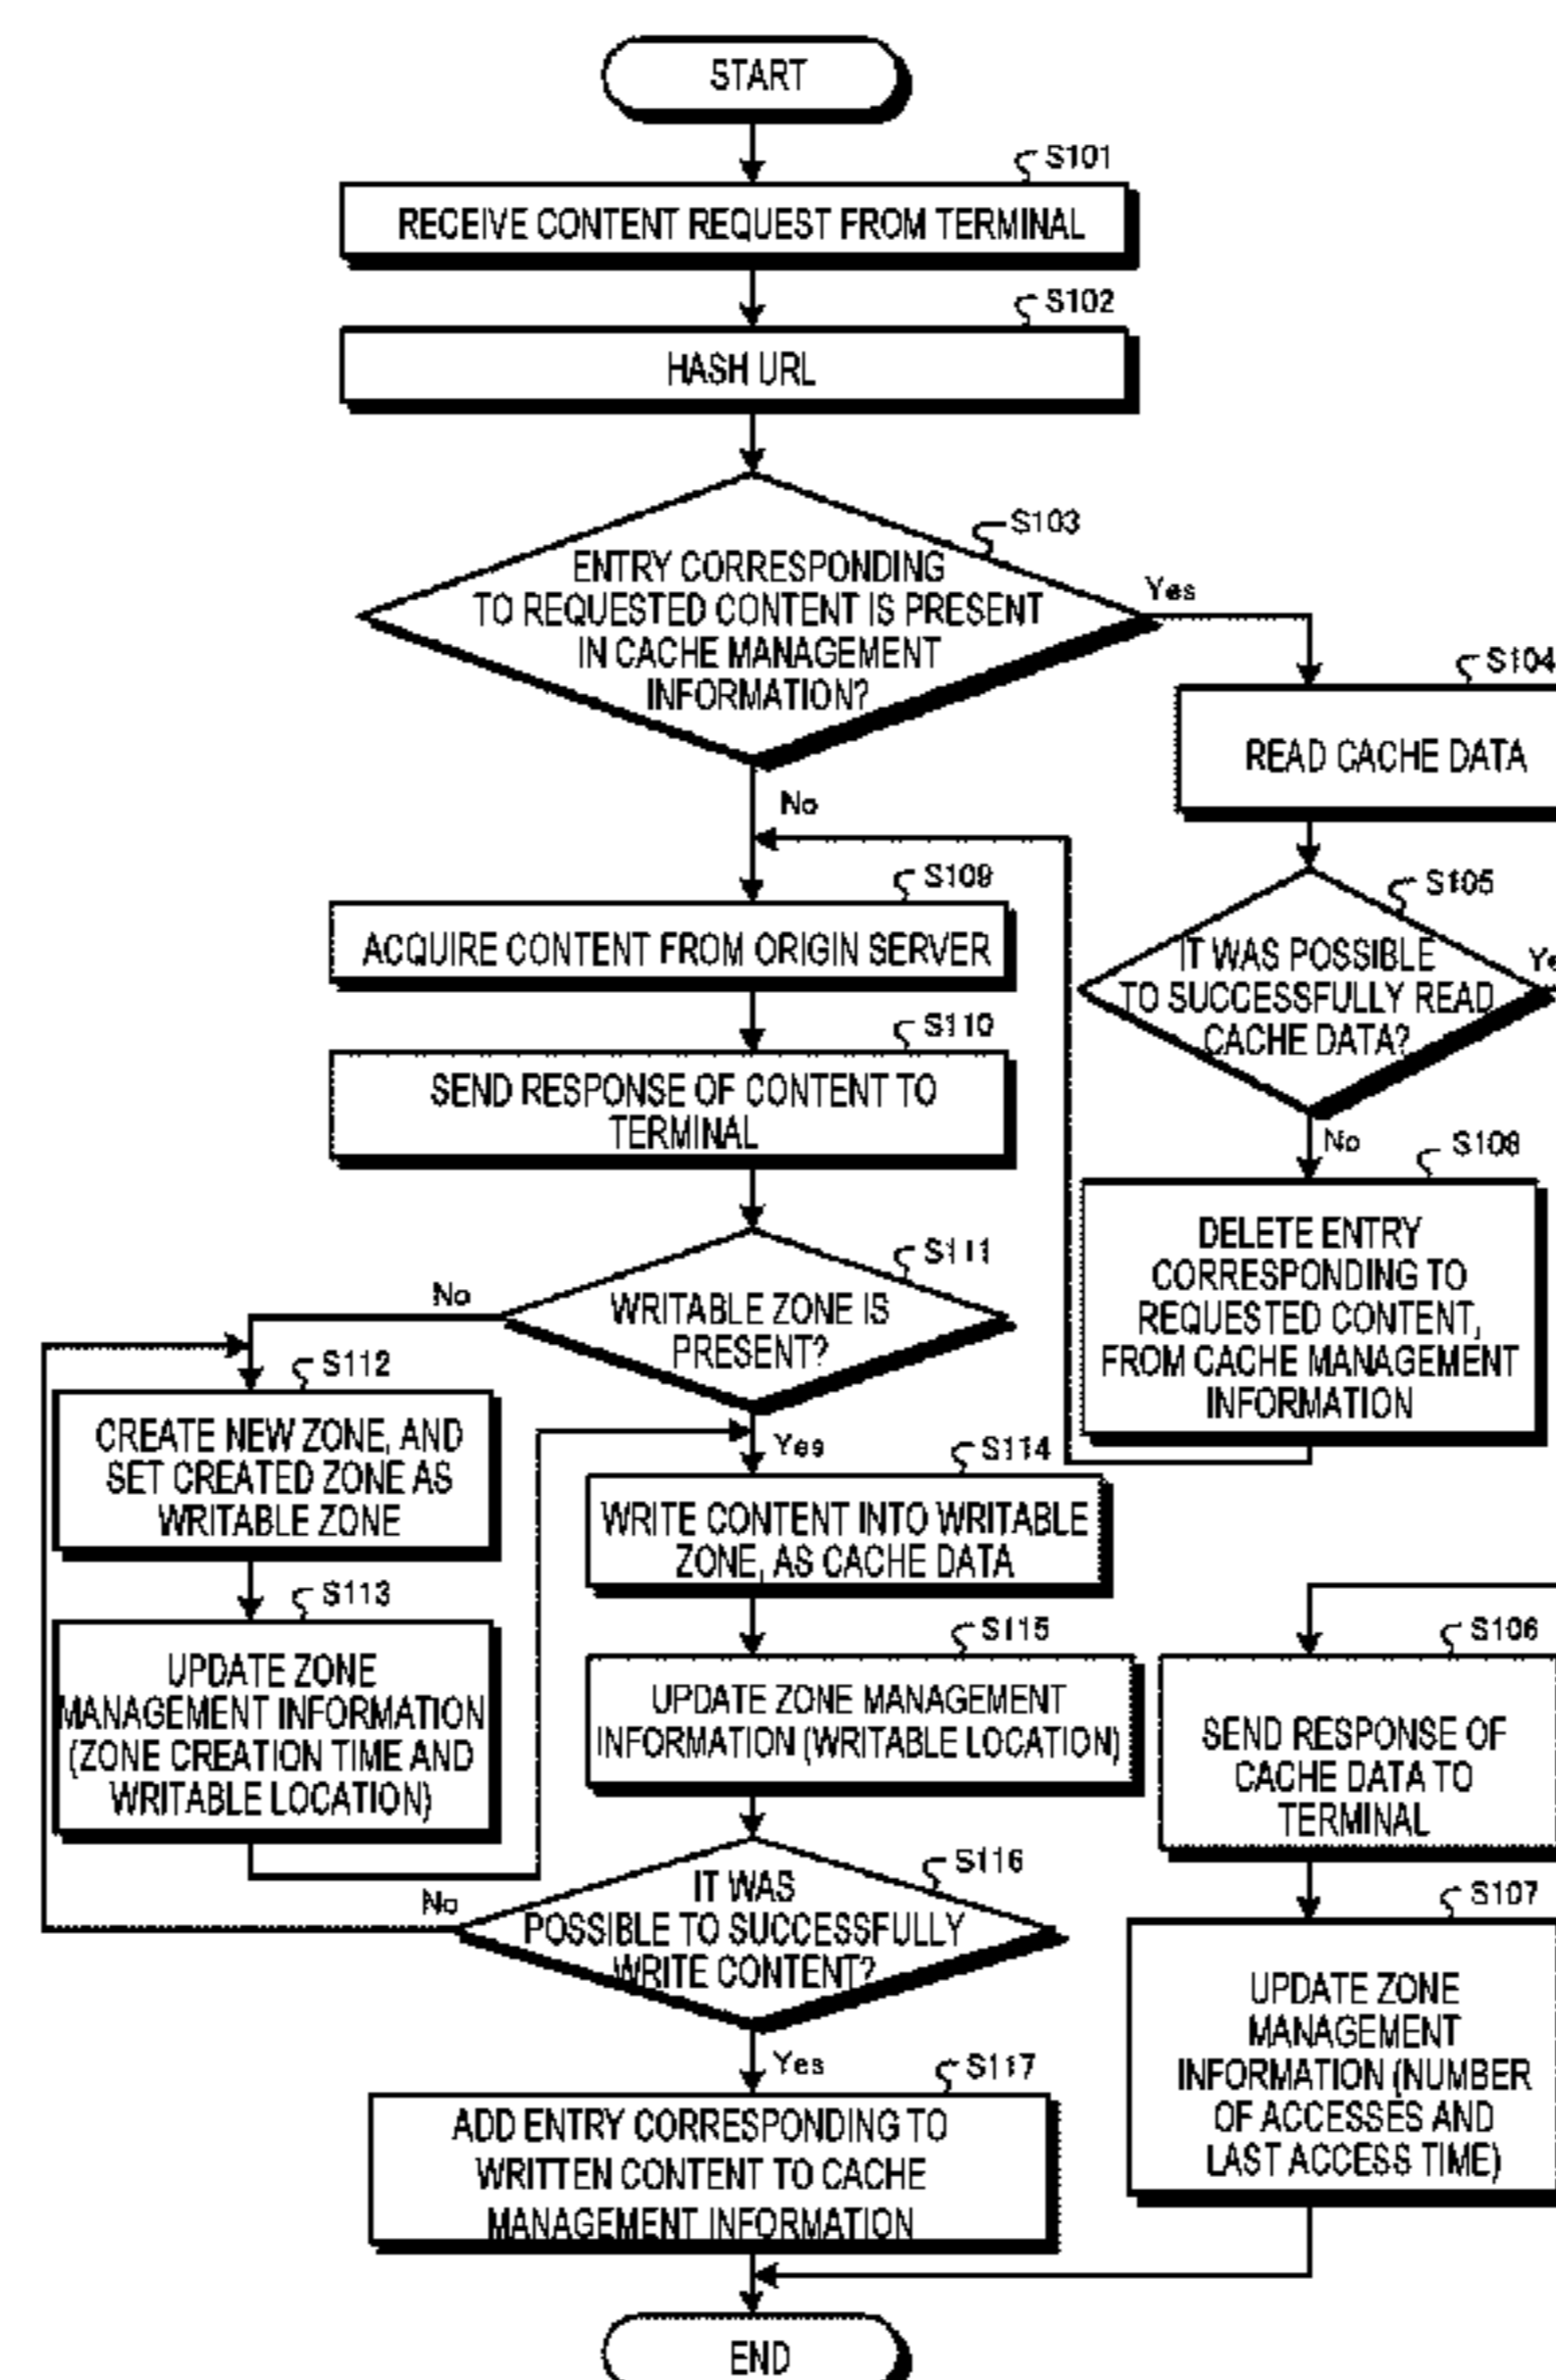 START
S101
RECEIVE CONTENT REQUEST FROM TERMINAL
S102
HASH URL
S103
ENTRY CORRESPONDING
TO REQUESTED CONTENT IS PRESENT
IN CACHE MANAGEMENT
INFORMATION?
Yes
S104
READ CACHE DATA
No
S105
IT WAS POSSIBLE
TO SUCCESSFULLY READ
CACHE DATA?
Ye
No
S108
DELETE ENTRY
CORRESPONDING TO
REQUESTED CONTENT,
FROM CACHE MANAGEMENT
INFORMATION
S109
ACQUIRE CONTENT FROM ORIGIN SERVER
S110
SEND RESPONSE OF CONTENT TO
TERMINAL
S111
WRITABLE ZONE IS
PRESENT?
No
S112
CREATE NEW ZONE, AND
SET CREATED ZONE AS
WRITABLE ZONE
S113
UPDATE ZONE
MANAGEMENT INFORMATION
(ZONE CREATION TIME AND
WRITABLE LOCATION)
Yes
S114
WRITE CONTENT INTO WRITABLE
ZONE, AS CACHE DATA
S115
UPDATE ZONE MANAGEMENT
INFORMATION (WRITABLE LOCATION)
S116
IT WAS
POSSIBLE TO SUCCESSFULLY
WRITE CONTENT?
No
Yes
S117
ADD ENTRY CORRESPONDING TO
WRITTEN CONTENT TO CACHE
MANAGEMENT INFORMATION
S106
SEND RESPONSE OF
CACHE DATA TO
TERMINAL
S107
UPDATE ZONE
MANAGEMENT
INFORMATION (NUMBER
OF ACCESSES AND
LAST ACCESS TIME)
END